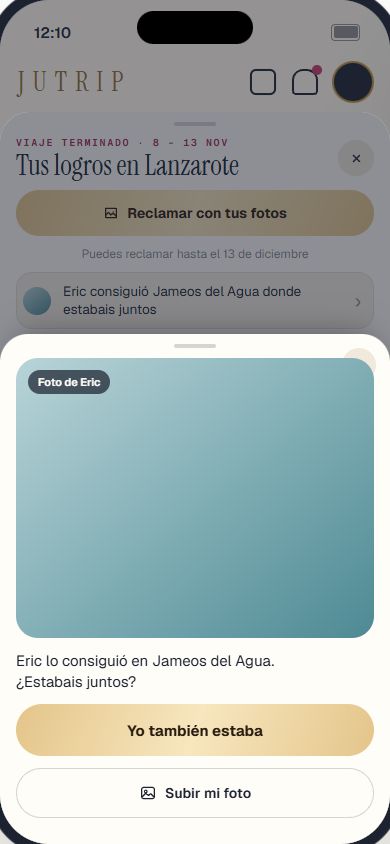 12:10
JUTRIP
VIAJE TERMINADO · 8 – 13 NOV
Tus logros en Lanzarote
Reclamar con tus fotos
Puedes reclamar hasta el 13 de diciembre
Eric consiguió Jameos del Agua donde
estabais juntos
Foto de Eric
Eric lo consiguió en Jameos del Agua.
¿Estabais juntos?
Yo también estaba
Subir mi foto